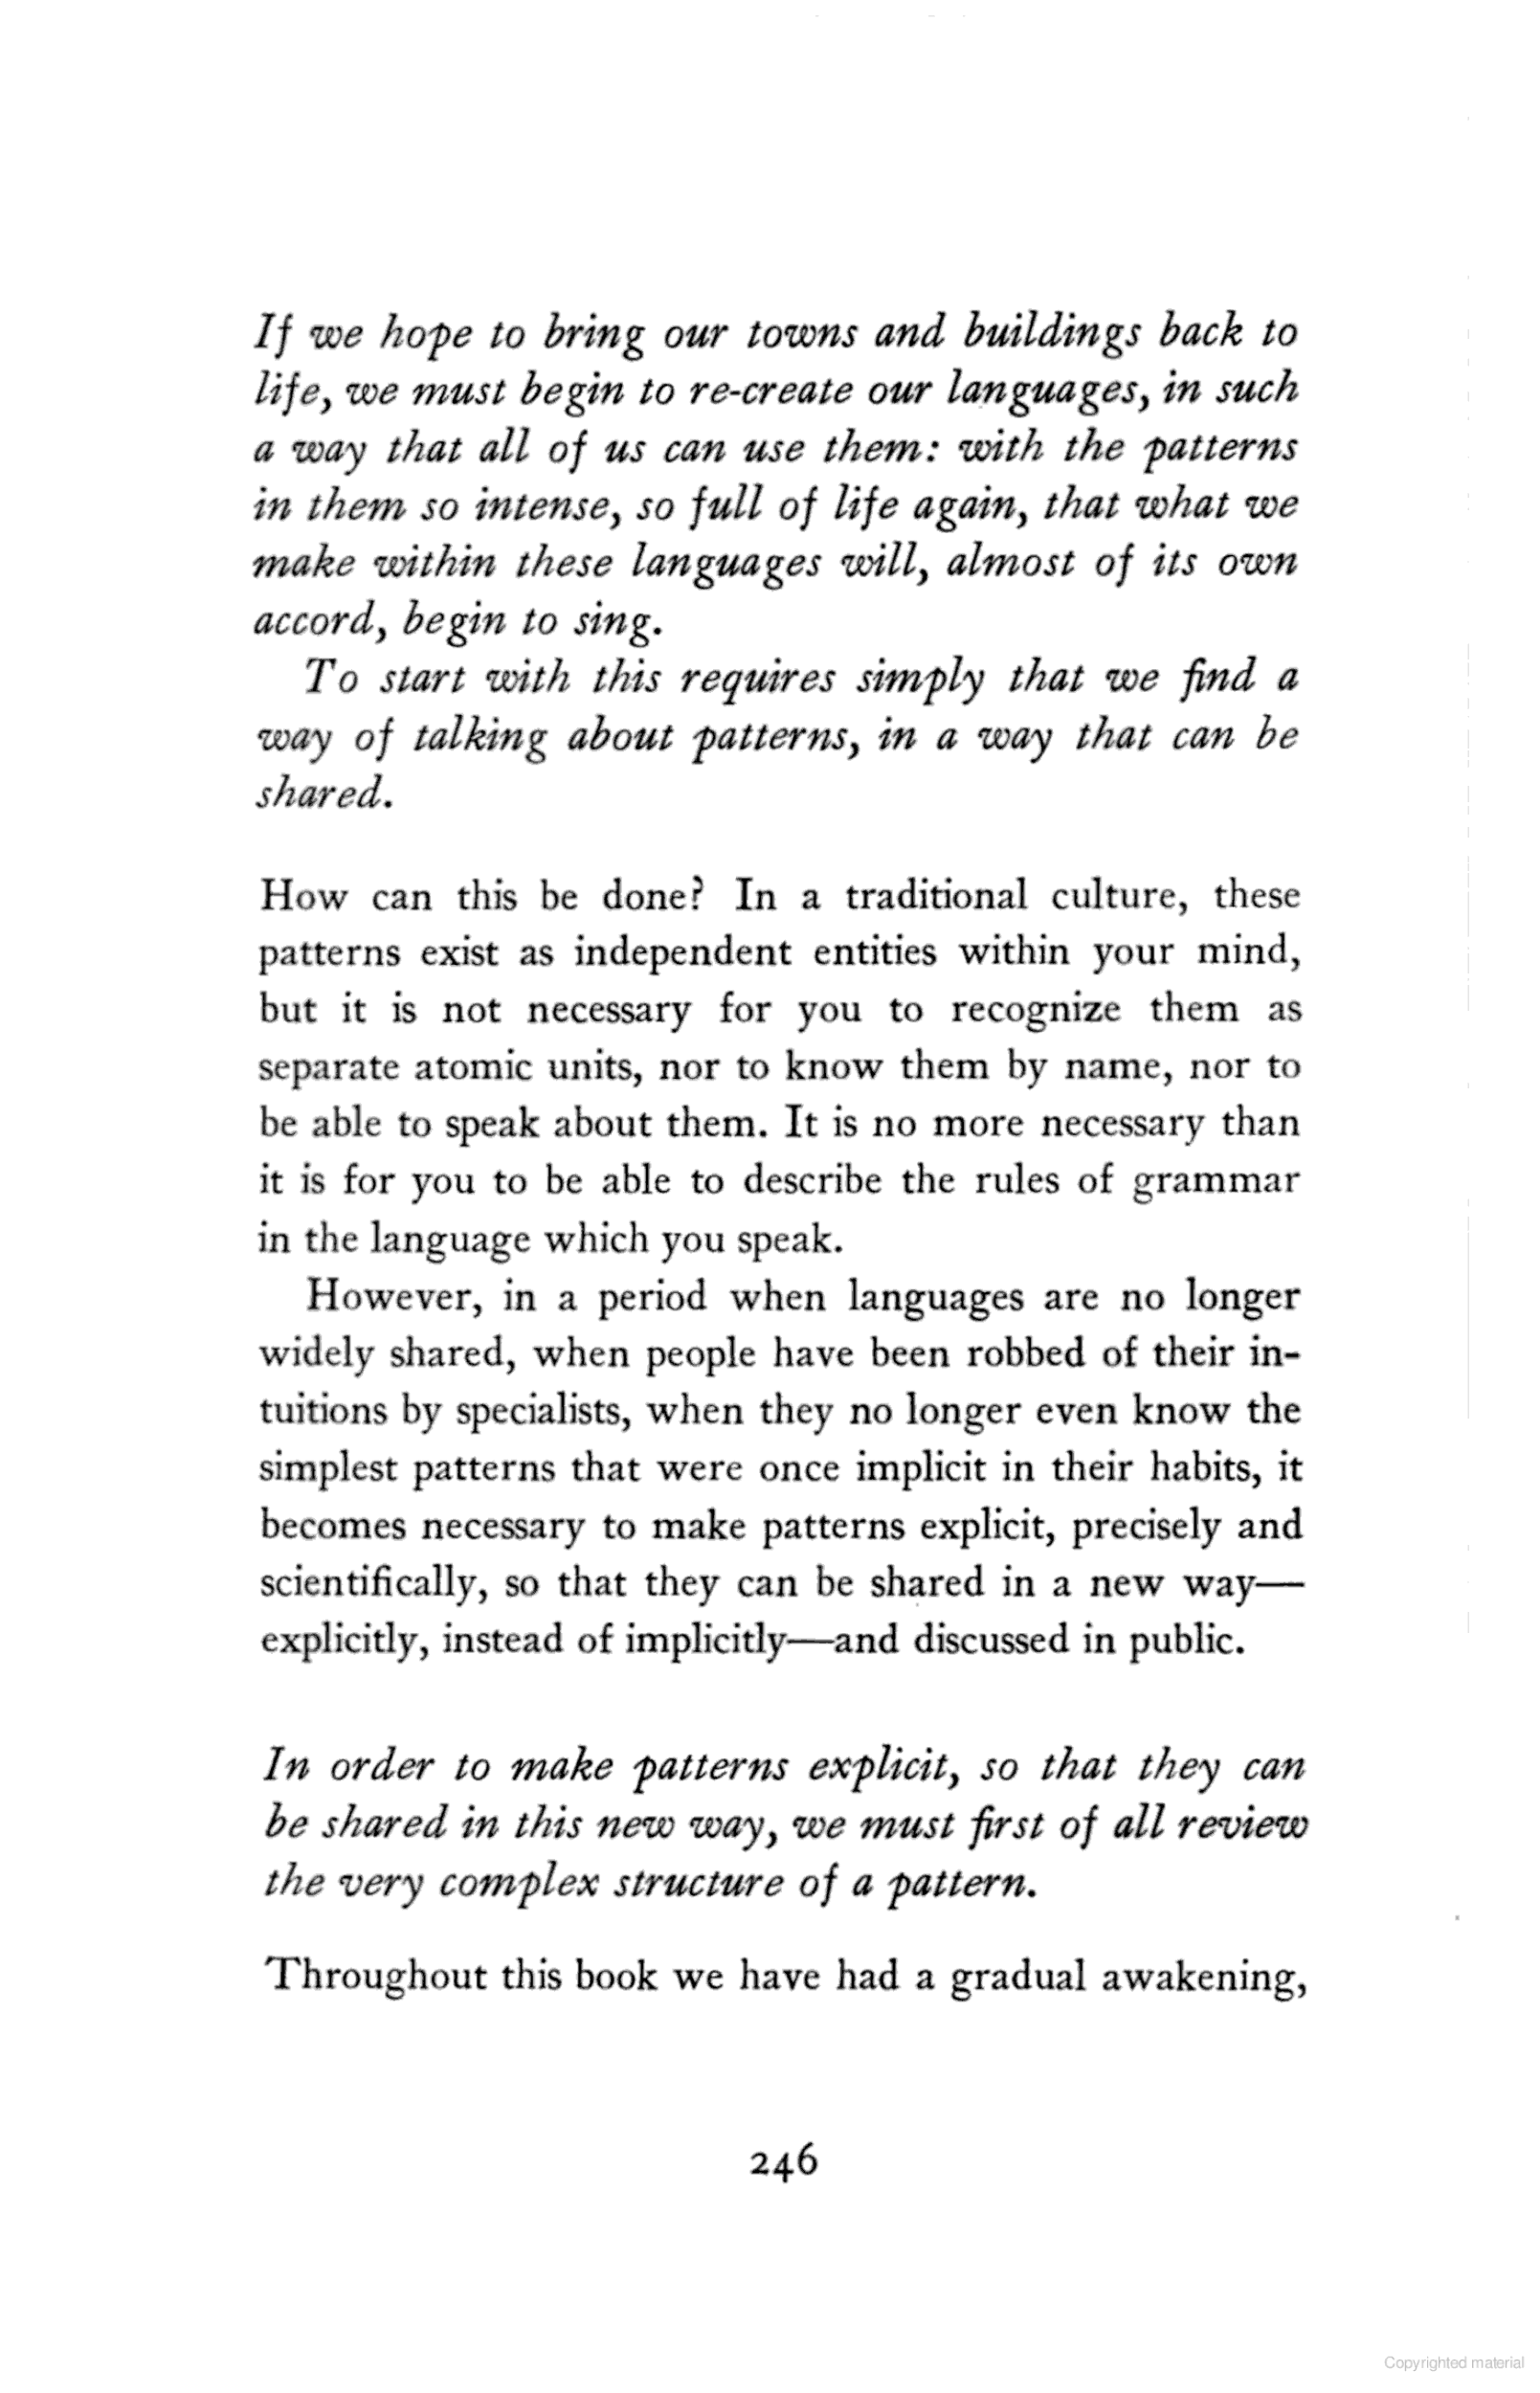 If we hope to bring our towns and buildings back to
life, we must begin to re-create our languages, in such
a way that all of us can use them: with the patterns
in them so intense, so full of life again, that what we
make within these languages will, almost of its own
accord, begin to sing.
To start with this requires simply that we find a
way of talking about patterns, in a way that can be
shared.
How can this be done? In a traditional culture, these
patterns exist as independent entities within your mind,
but it is not necessary for you to recognize them as
separate atomic units, nor to know them by name, nor to
be able to speak about them. It is no more necessary than
it is for you to be able to describe the rules of grammar
in the language which you speak.
However, in a period when languages are no longer
widely shared, when people have been robbed of their in-
tuitions by specialists, when they no longer even know the
simplest patterns that were once implicit in their habits, it
becomes necessary to make patterns explicit, precisely and
scientifically, so that they can be shared in a new way—
explicitly, instead of implicitly—and discussed in public.
In order to make patterns explicit, so that they can
be shared in this new way, we must first of all review
the very complex structure of a pattern.
Throughout this book we have had a gradual awakening,
246
Copyrighted material